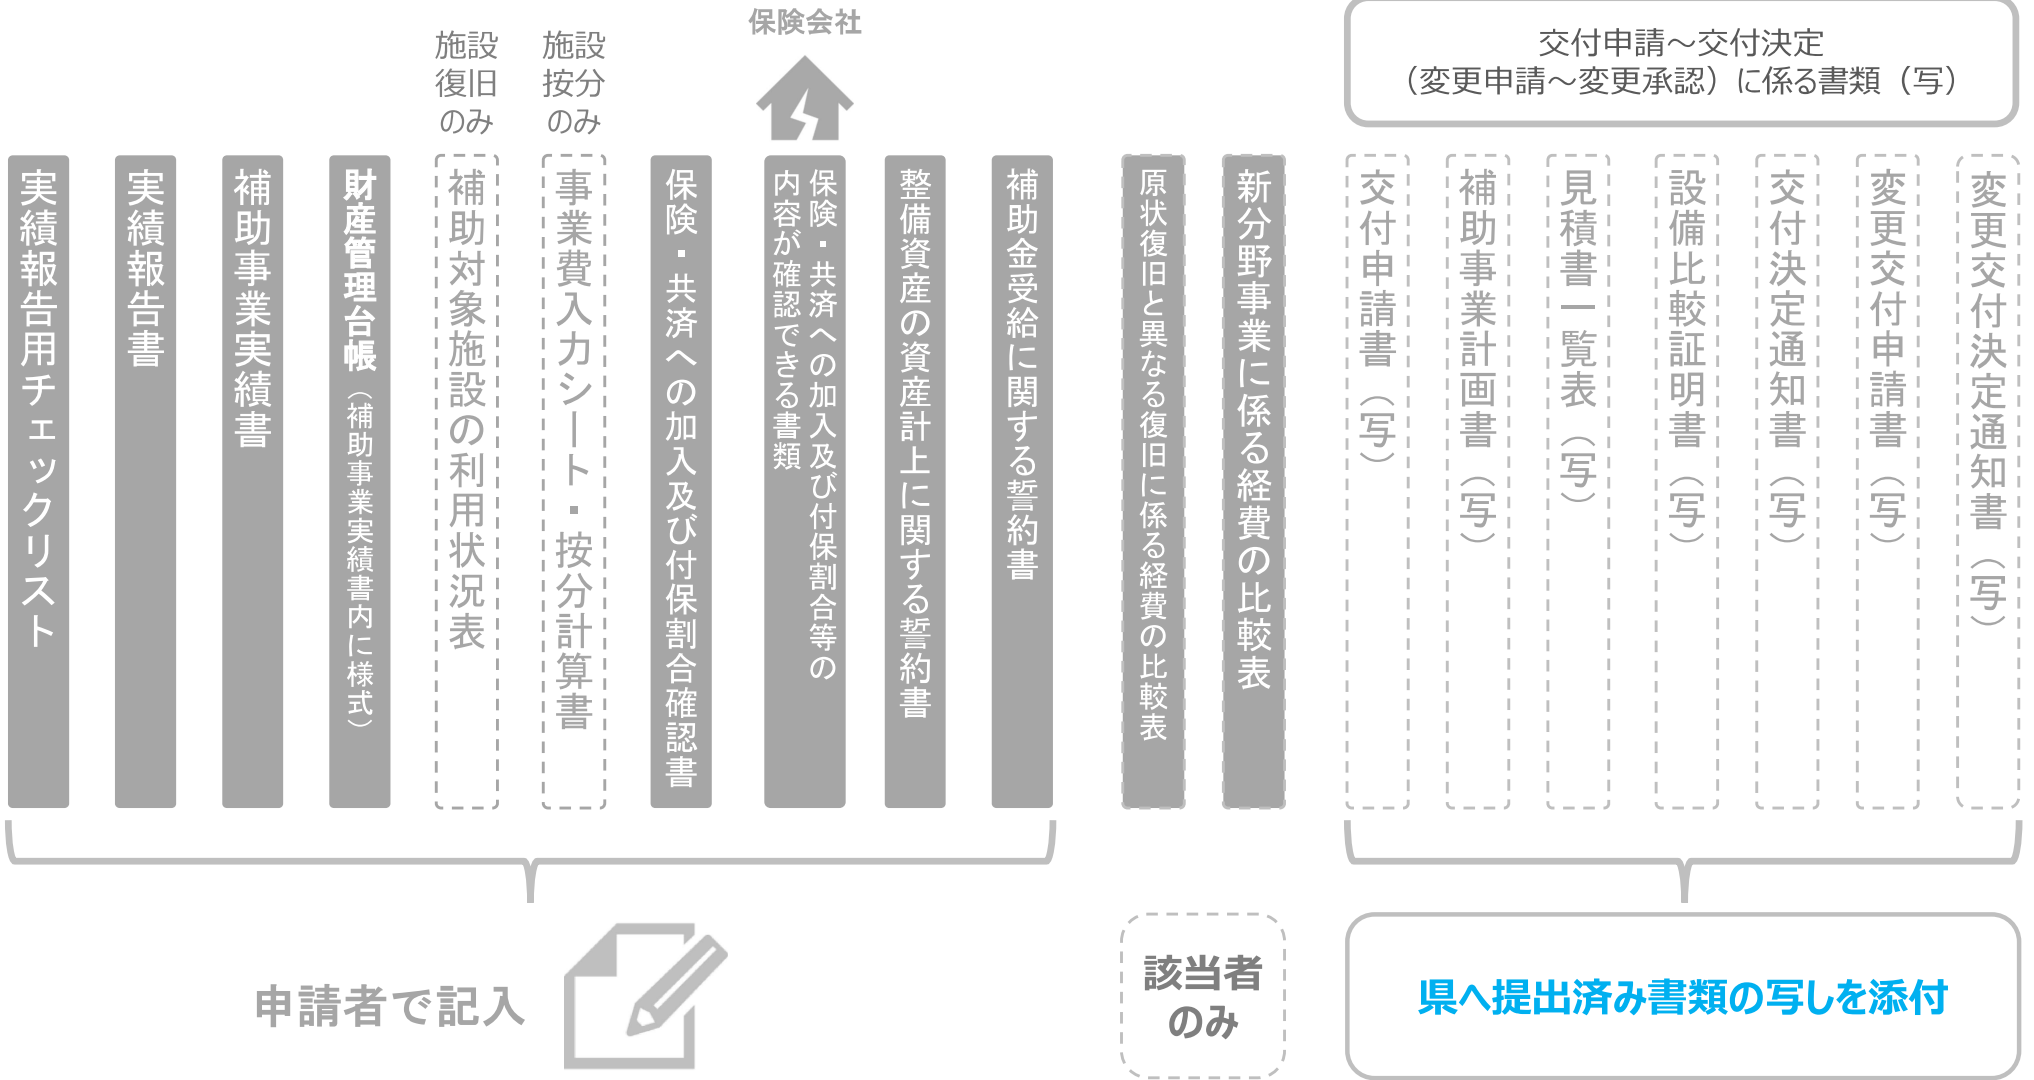 保険会社
施設
復旧
のみ
施設
按分
のみ
交付申請～交付決定
（変更申請～変更承認）に係る書類（写）
実績報告用チェックリスト
実績報告書
補助事業実績書
財産管理台帳（補助事業実績書内に様式）
補助対象施設の利用状況表
事業費入力シート・按分計算書
保険・共済への加入及び付保割合確認書
保険・共済への加入及び付保割合等の
内容が確認できる書類
整備資産の資産計上に関する誓約書
補助金受給に関する誓約書
原状復旧と異なる復旧に係る経費の比較表
新分野事業に係る経費の比較表
交付申請書（写）
補助事業計画書（写）
見積書一覧表（写）
設備比較証明書（写）
交付決定通知書（写）
変更交付申請書（写）
変更交付決定通知書（写）
申請者で記入
該当者
のみ
県へ提出済み書類の写しを添付